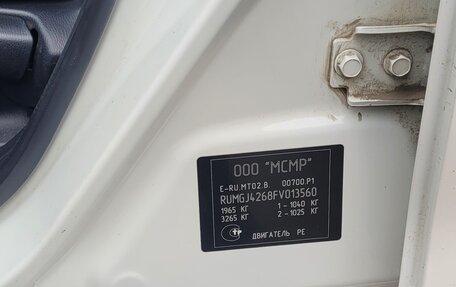 ООО "МСМР"
E-RU.MT02.B. 00700.P1
RUMGJ4268FV013560
1965 КГ 1 - 1040 КГ
3265 КГ 2 - 1025 КГ
ДВИГАТЕЛЬ PE